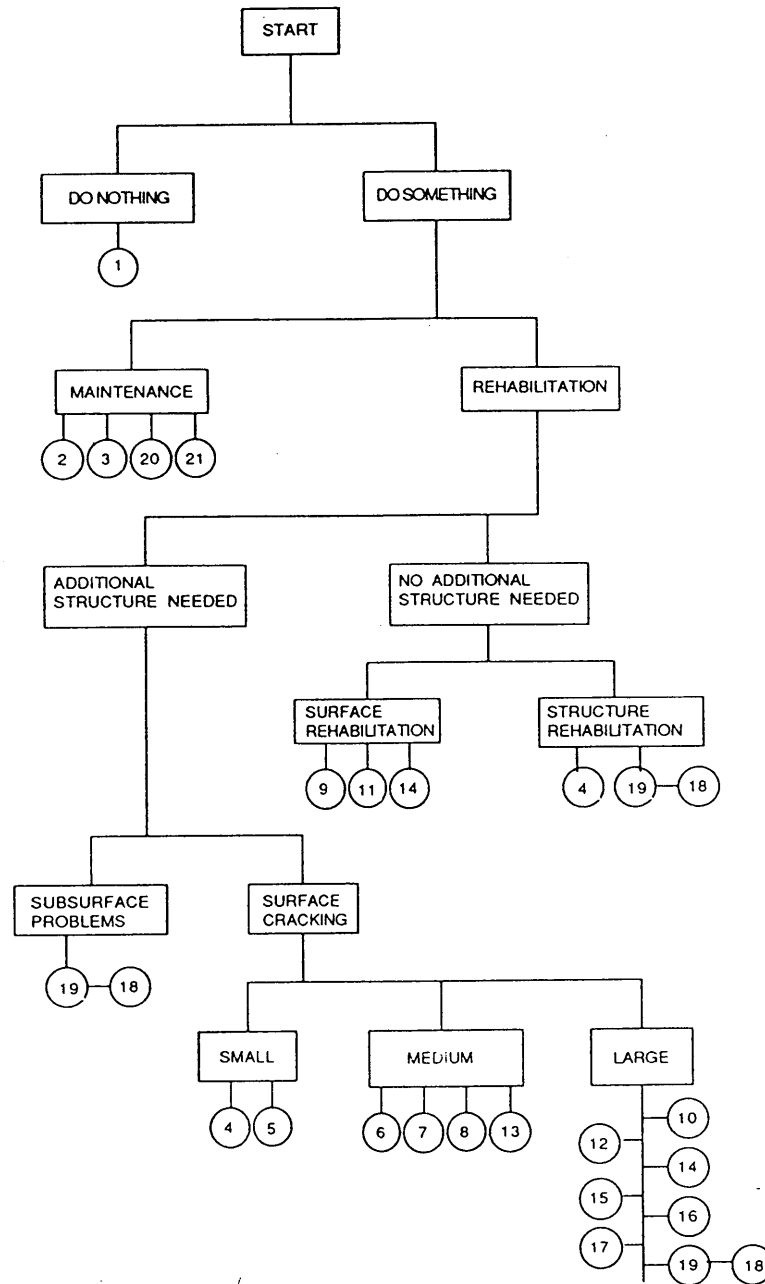 START
DO NOTHING
DO SOMETHING
1
MAINTENANCE
REHABILITATION
2 3 20 21
ADDITIONAL
STRUCTURE NEEDED
NO ADDITIONAL
STRUCTURE NEEDED
SURFACE
REHABILITATION
STRUCTURE
REHABILITATION
9 11 14
4 19 18
SUBSURFACE
PROBLEMS
SURFACE
CRACKING
19 18
SMALL
MEDIUM
LARGE
4 5
6 7 8 13
10
12
14
15
16
17
19 18